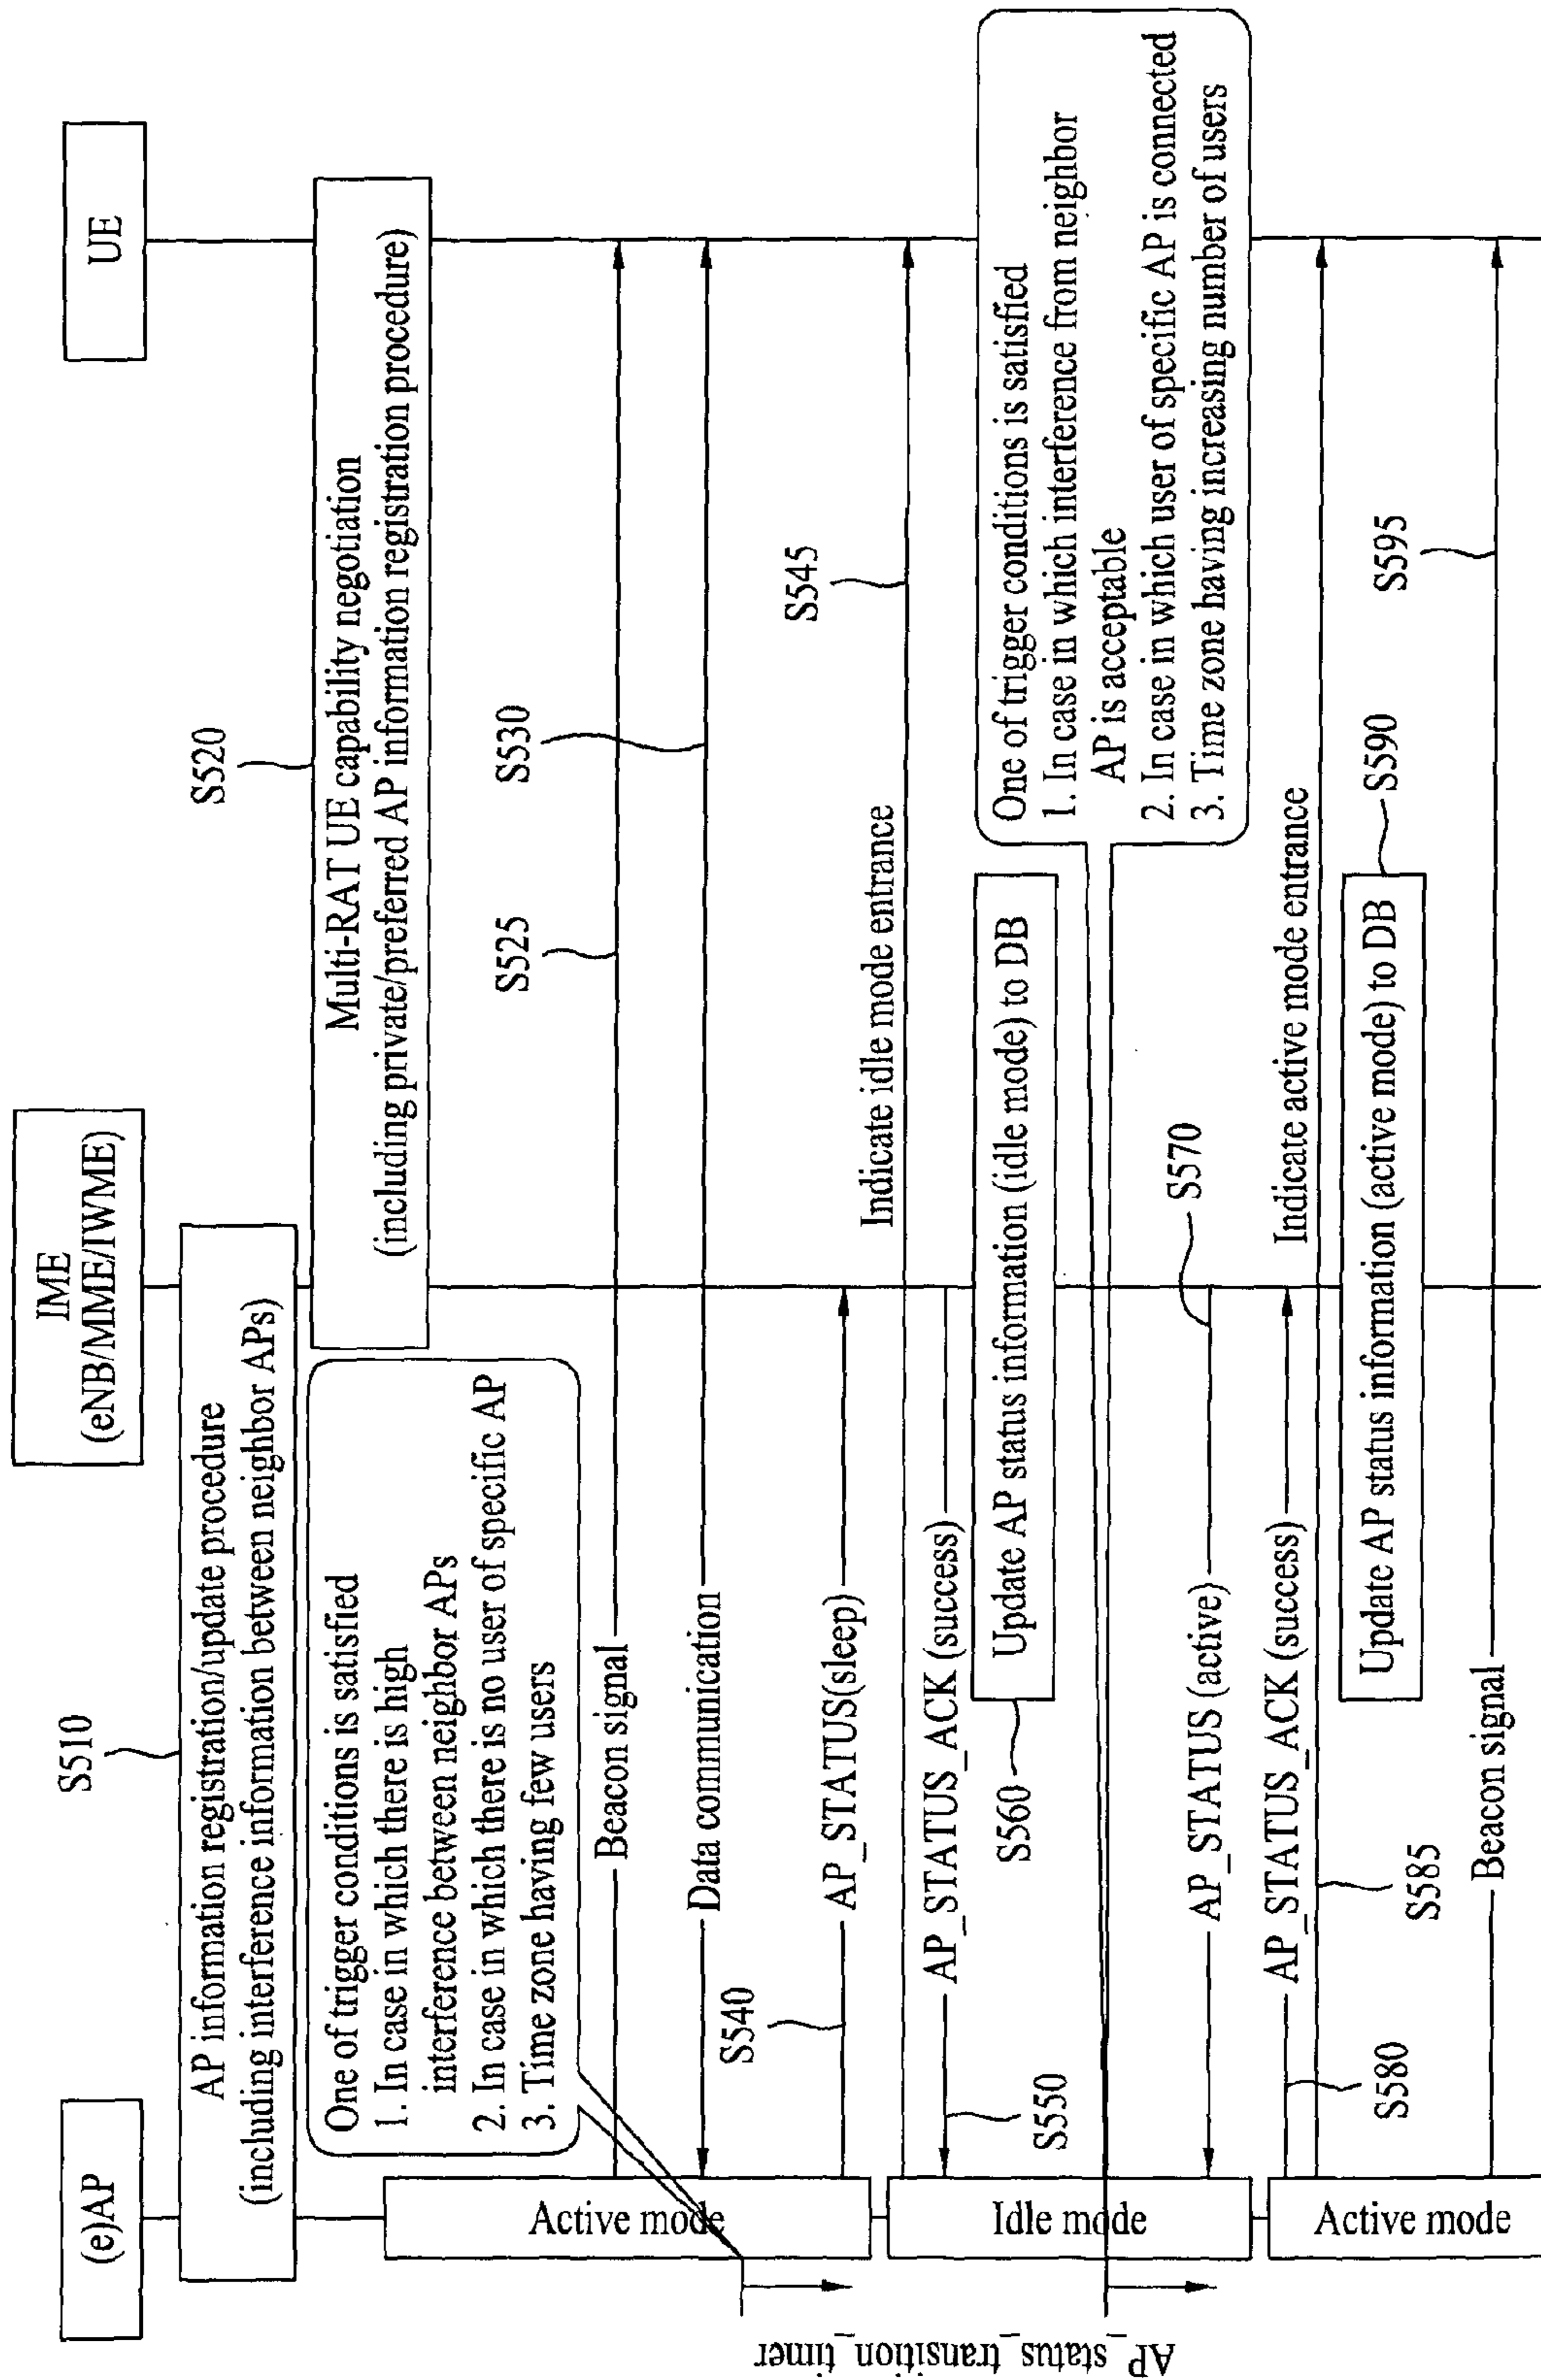 (e)AP
IME
(eNB/MME/IWME)
UE
S510
AP information registration/update procedure
(including interference information between neighbor APs)
S520
Multi-RAT UE capability negotiation
(including private/preferred AP information registration procedure)
One of trigger conditions is satisfied
1. In case in which there is high
interference between neighbor APs
2. In case in which there is no user of specific AP
3. Time zone having few users
Active mode
Beacon signal
S525
Data communication
S530
S540
AP_STATUS(sleep)
Indicate idle mode entrance
S545
AP_STATUS_ACK (success)
S550
Idle mode
S560
Update AP status information (idle mode) to DB
One of trigger conditions is satisfied
1. In case in which interference from neighbor
AP is acceptable
2. In case in which user of specific AP is connected
3. Time zone having increasing number of users
AP_status_transition_timer
AP_STATUS (active)
S570
AP_STATUS_ACK (success)
S580
Indicate active mode entrance
S585
Active mode
Update AP status information (active mode) to DB
S590
Beacon signal
S595